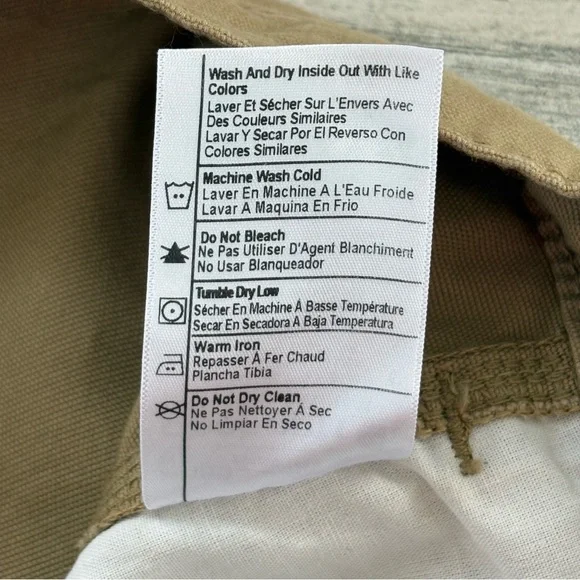 Wash And Dry Inside Out With Like
Colors
Laver Et Sécher Sur L'Envers Avec
Des Couleurs Similaires
Lavar Y Secar Por El Reverso Con
Colores Similares
Machine Wash Cold
Laver En Machine A L'Eau Froide
Lavar A Maquina En Frio
Do Not Bleach
Ne Pas Utiliser D'Agent Blanchiment
No Usar Blanqueador
Tumble Dry Low
Sécher En Machine À Basse Température
Secar En Secadora A Baja Temperatura
Warm Iron
Repasser À Fer Chaud
Plancha Tibia
Do Not Dry Clean
Ne Pas Nettoyer À Sec
No Limpiar En Seco